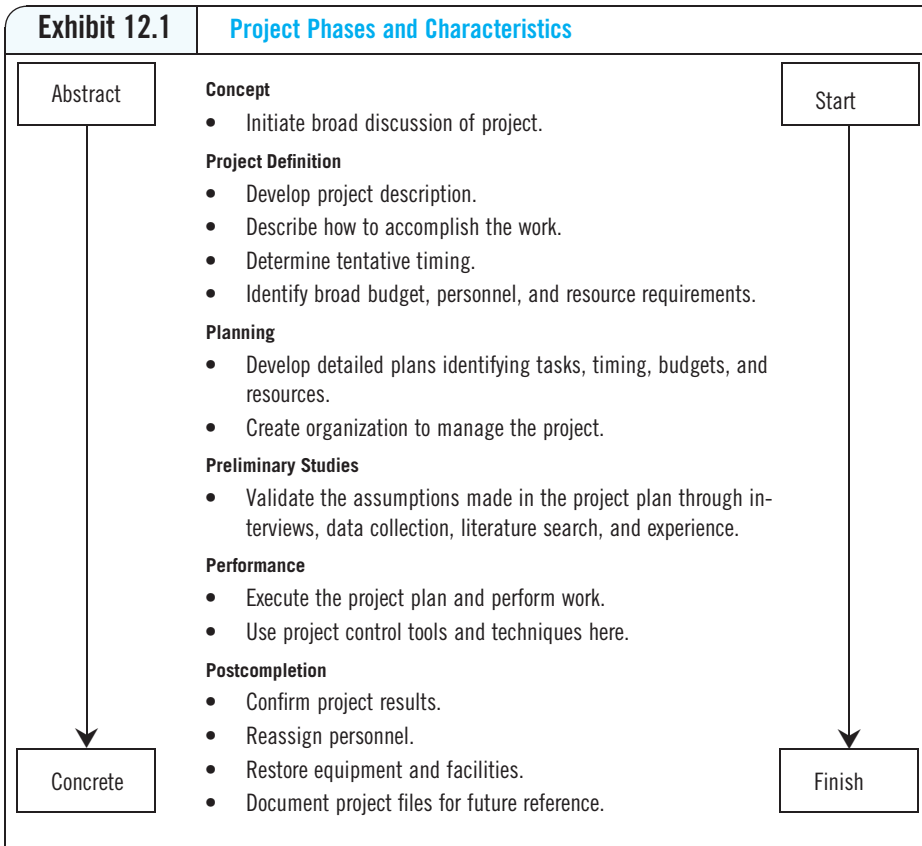 Exhibit 12.1 Project Phases and Characteristics
Abstract
Start
Concept
• Initiate broad discussion of project.
Project Definition
• Develop project description.
• Describe how to accomplish the work.
• Determine tentative timing.
• Identify broad budget, personnel, and resource requirements.
Planning
• Develop detailed plans identifying tasks, timing, budgets, and
resources.
• Create organization to manage the project.
Preliminary Studies
• Validate the assumptions made in the project plan through in-
terviews, data collection, literature search, and experience.
Performance
• Execute the project plan and perform work.
• Use project control tools and techniques here.
Postcompletion
• Confirm project results.
• Reassign personnel.
• Restore equipment and facilities.
• Document project files for future reference.
Concrete
Finish